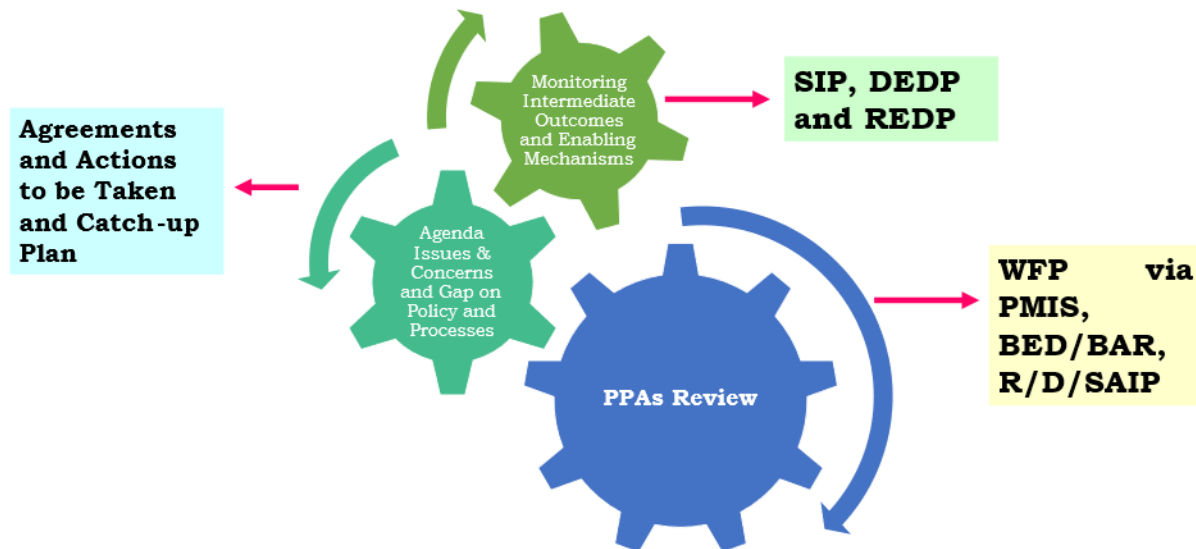 Monitoring
Intermediate
Outcomes
and Enabling
Mechanisms
SIP, DEDP
and REDP
Agreements
and Actions
to be Taken
and Catch-up
Plan
Agenda
Issues &
Concerns
and Gap on
Policy and
Processes
WFP via
PMIS,
BED/BAR,
R/D/SAIP
PPAs Review